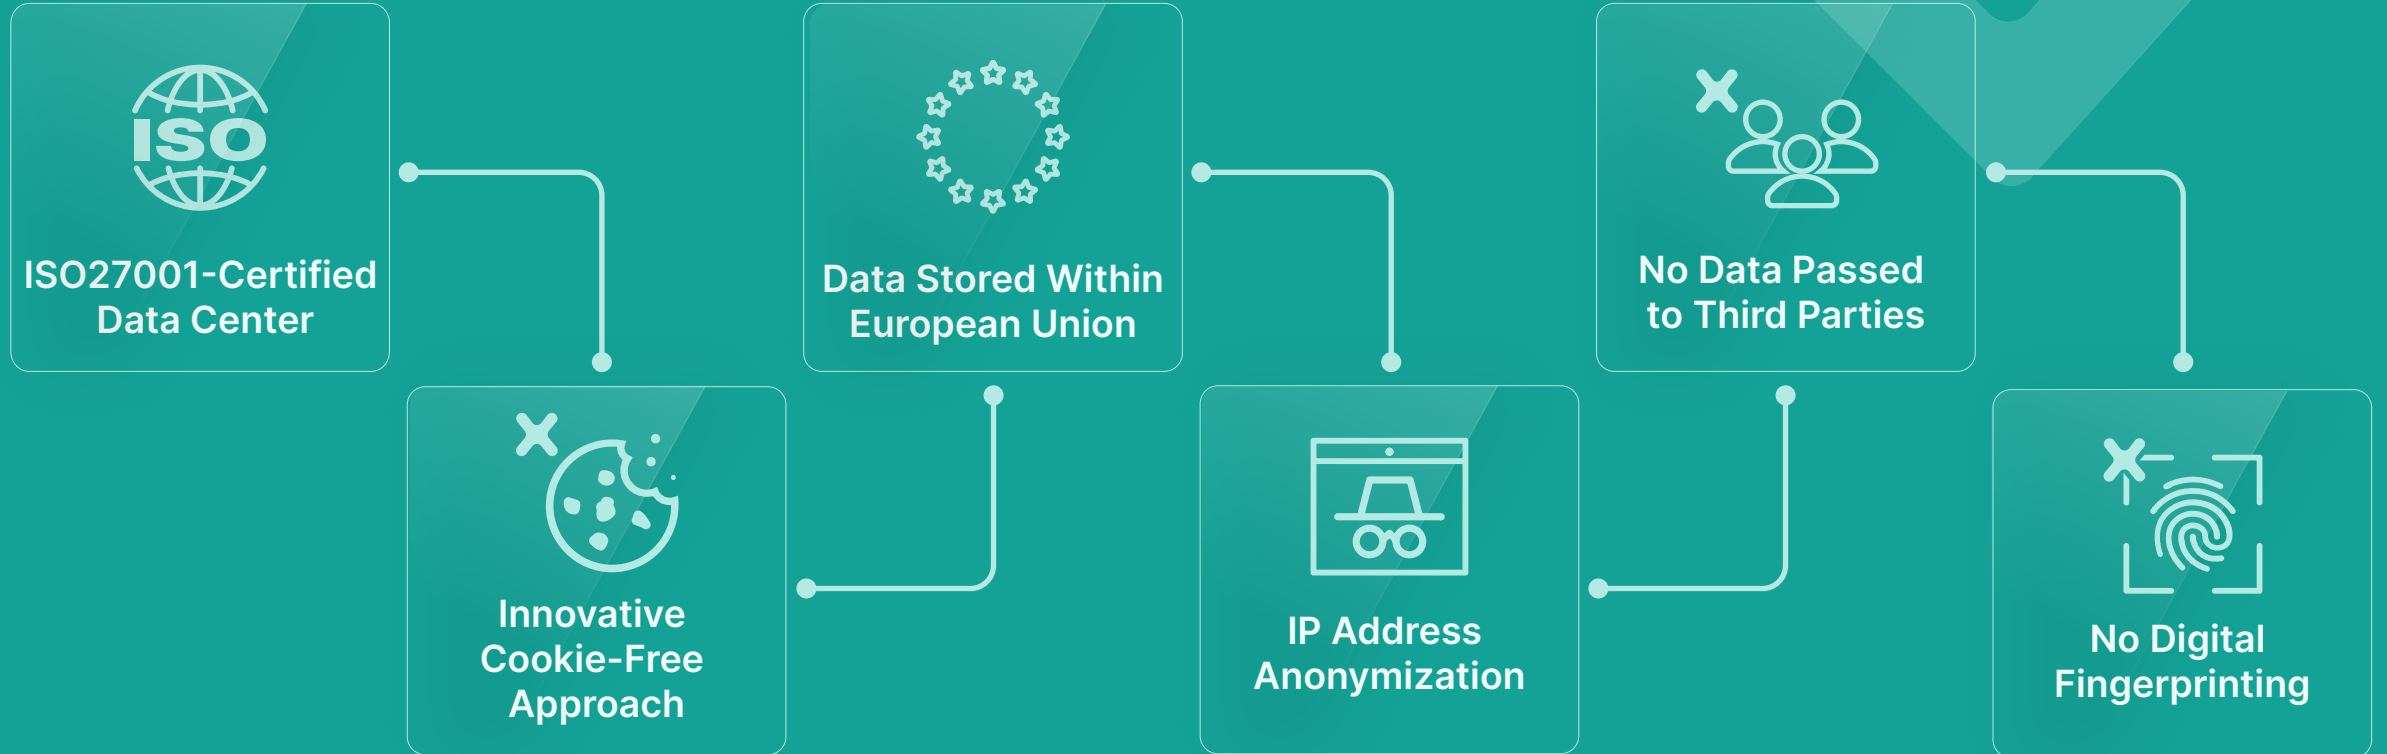 ISO
ISO27001-Certified
Data Center
Innovative
Cookie-Free
Approach
Data Stored Within
European Union
IP Address
Anonymization
No Data Passed
to Third Parties
No Digital
Fingerprinting